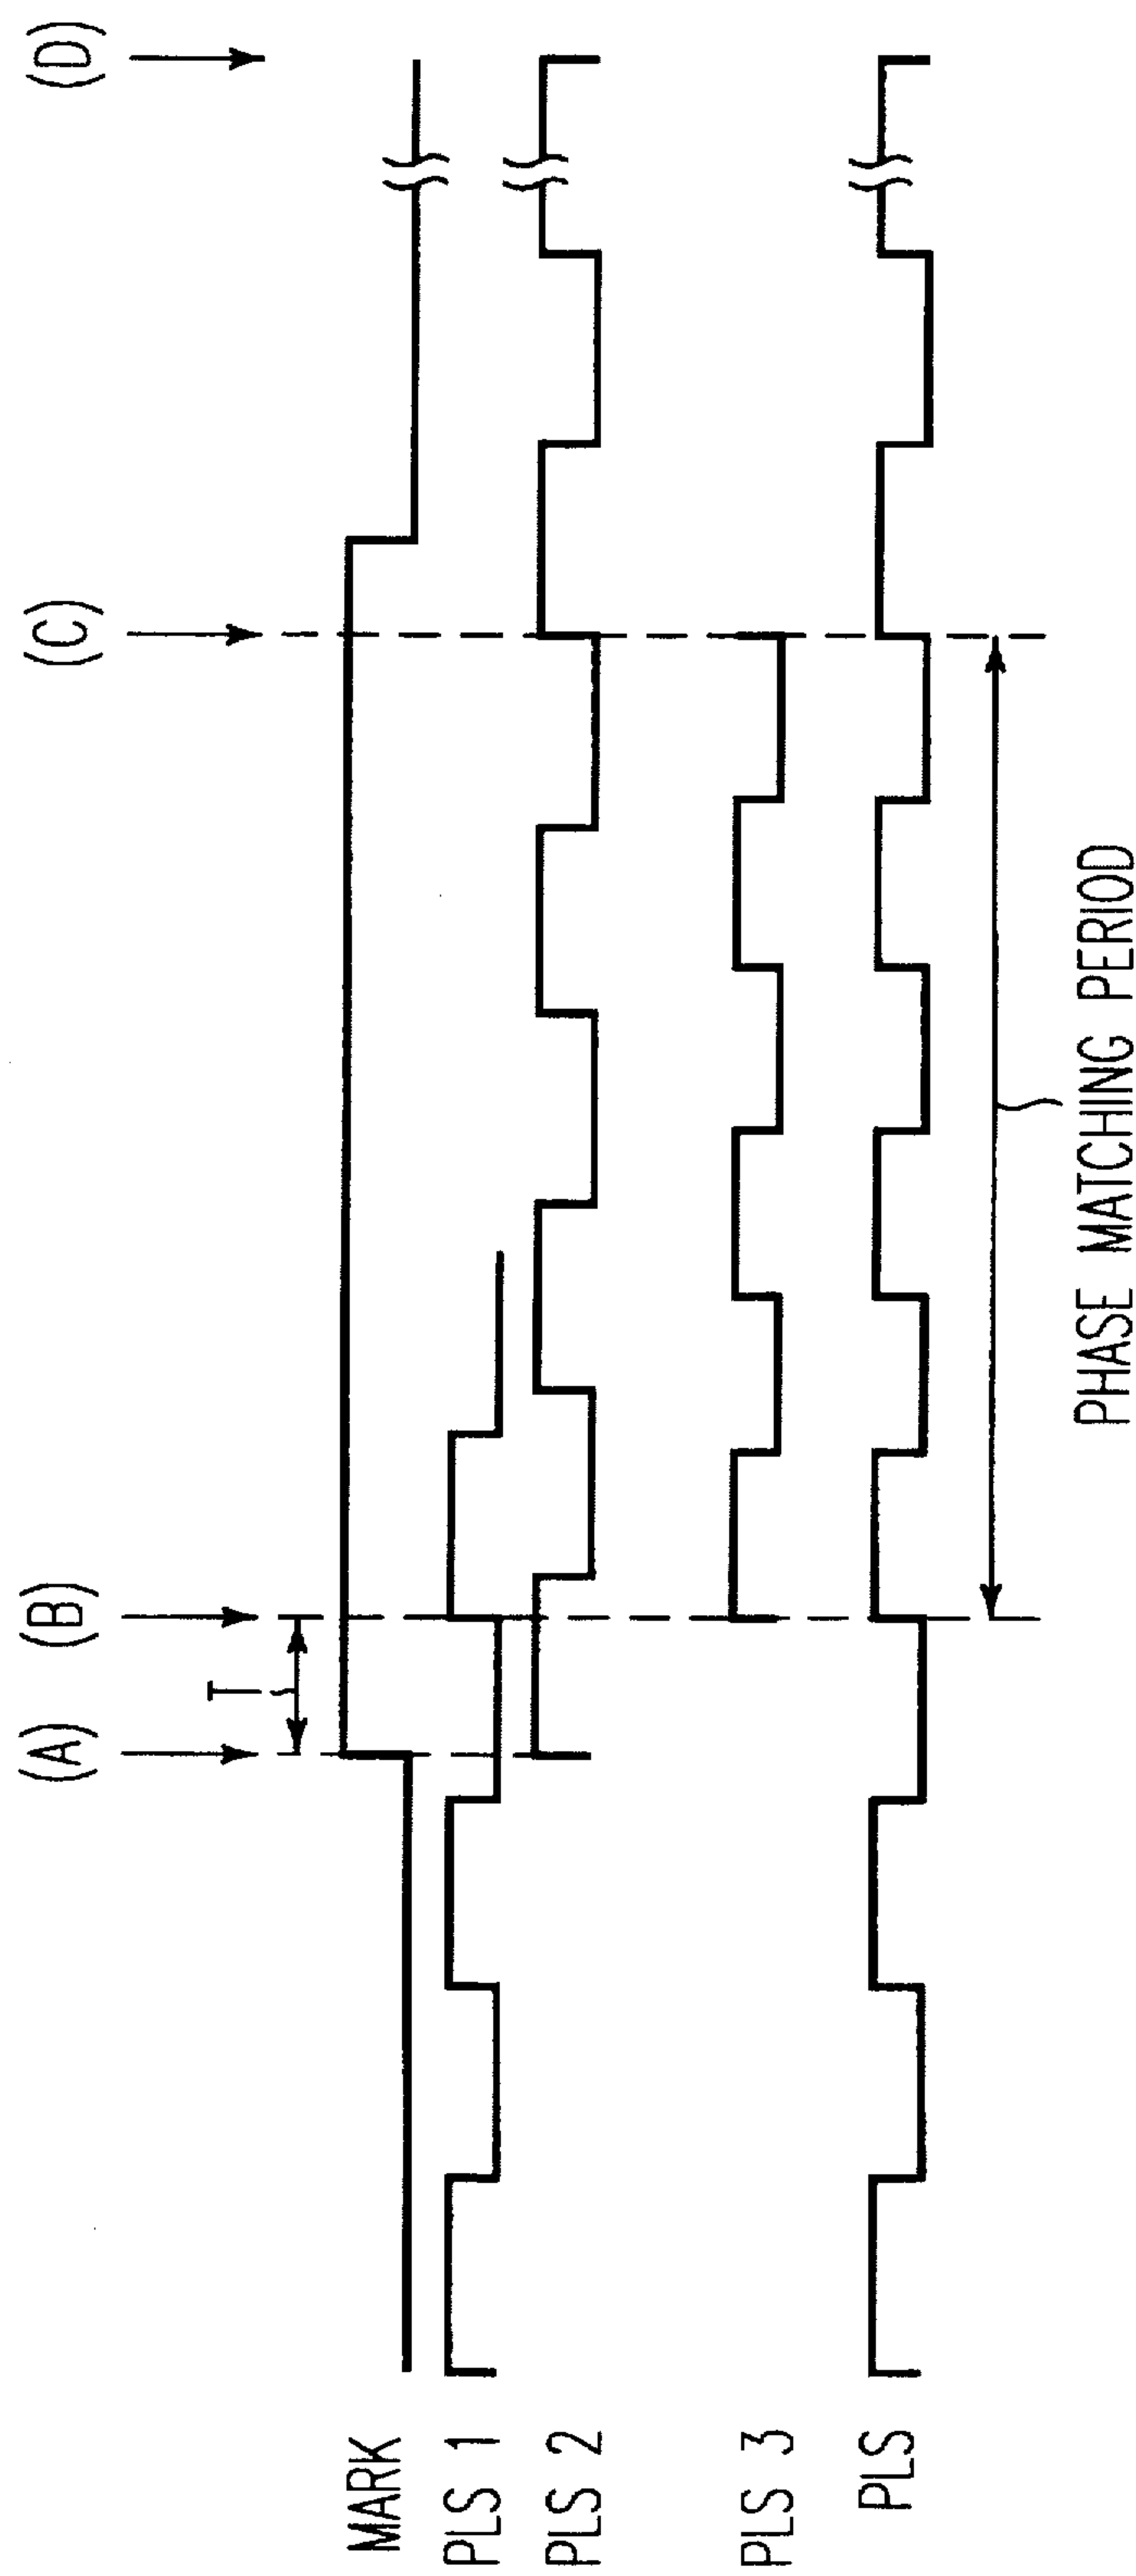 (A)
(B)
(C)
(D)
T
MARK
PLS 1
PLS 2
PLS 3
PLS
PHASE MATCHING PERIOD